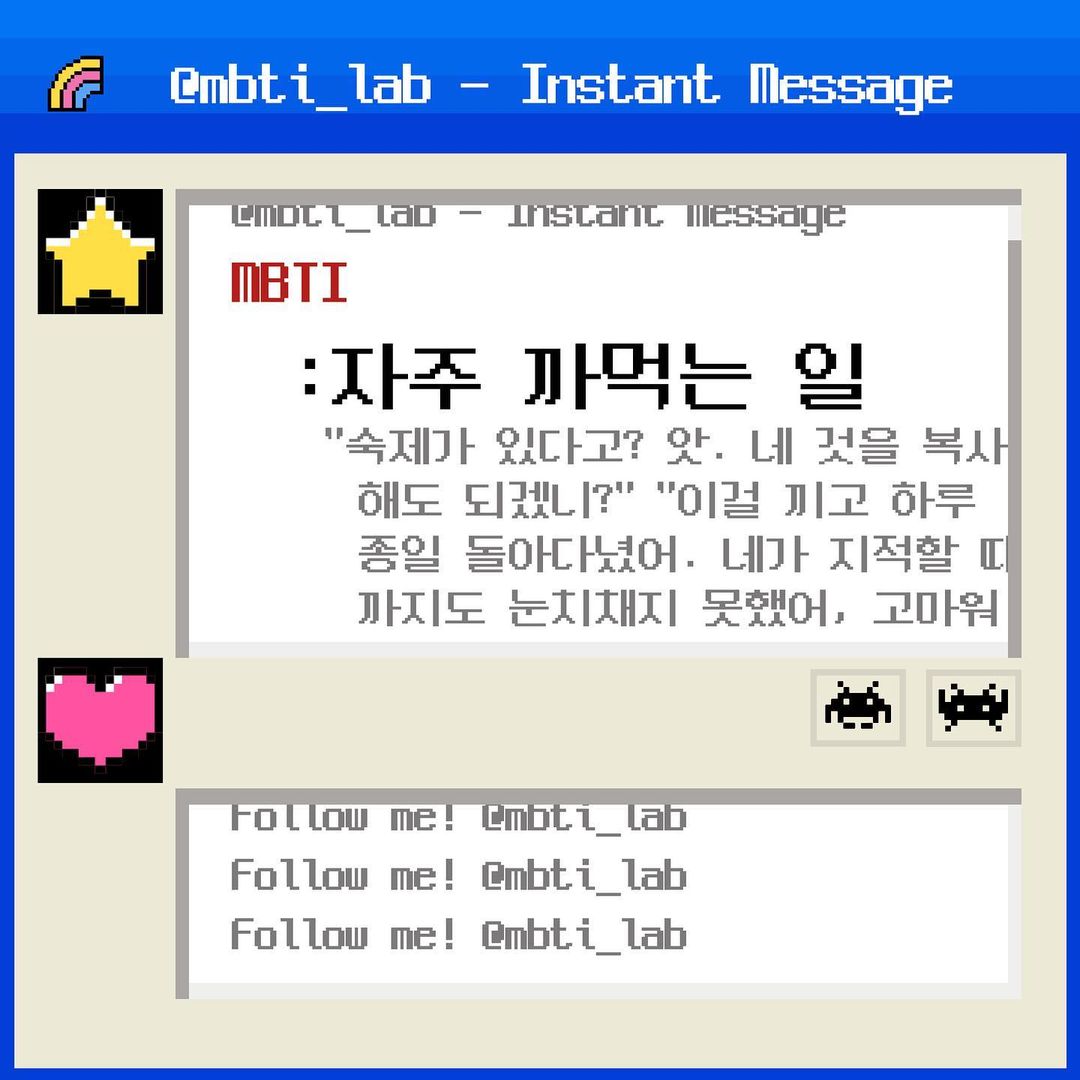 @mbti_lab - Instant Message
@mbti_lab - Instant Message
MBTI
:자주 까먹는 일
"숙제가 있다고? 앗. 네 것을 복사
해도 되겠니?" "이걸 끼고 하루
종일 돌아다녔어. 네가 지적할 때
까지도 눈치채지 못했어, 고마워
Follow me! @mbti_lab
Follow me! @mbti_lab
Follow me! @mbti_lab